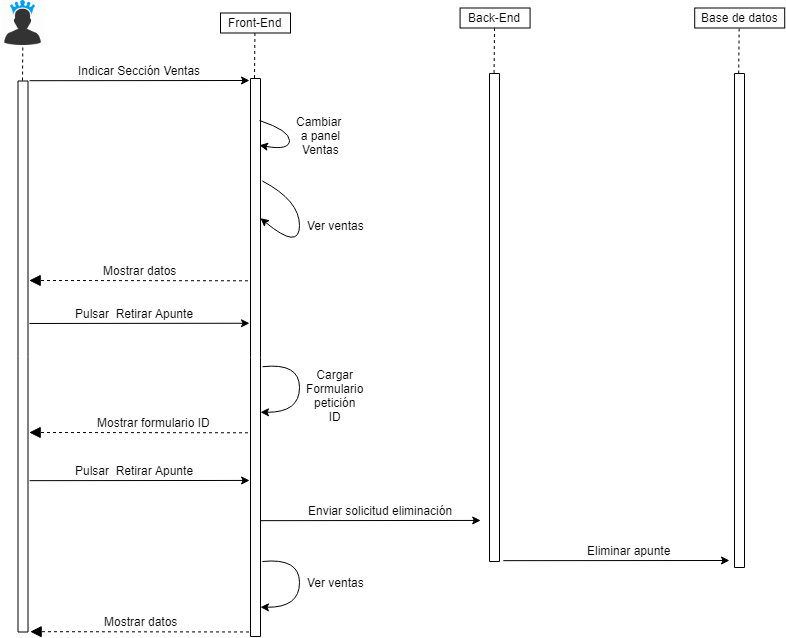 Front-End
Back-End
Base de datos
Indicar Sección Ventas
Cambiar
a panel
Ventas
Ver ventas
Mostrar datos
Pulsar  Retirar Apunte
Cargar
Formulario
petición
ID
Mostrar formulario ID
Pulsar  Retirar Apunte
Enviar solicitud eliminación
Eliminar apunte
Ver ventas
Mostrar datos